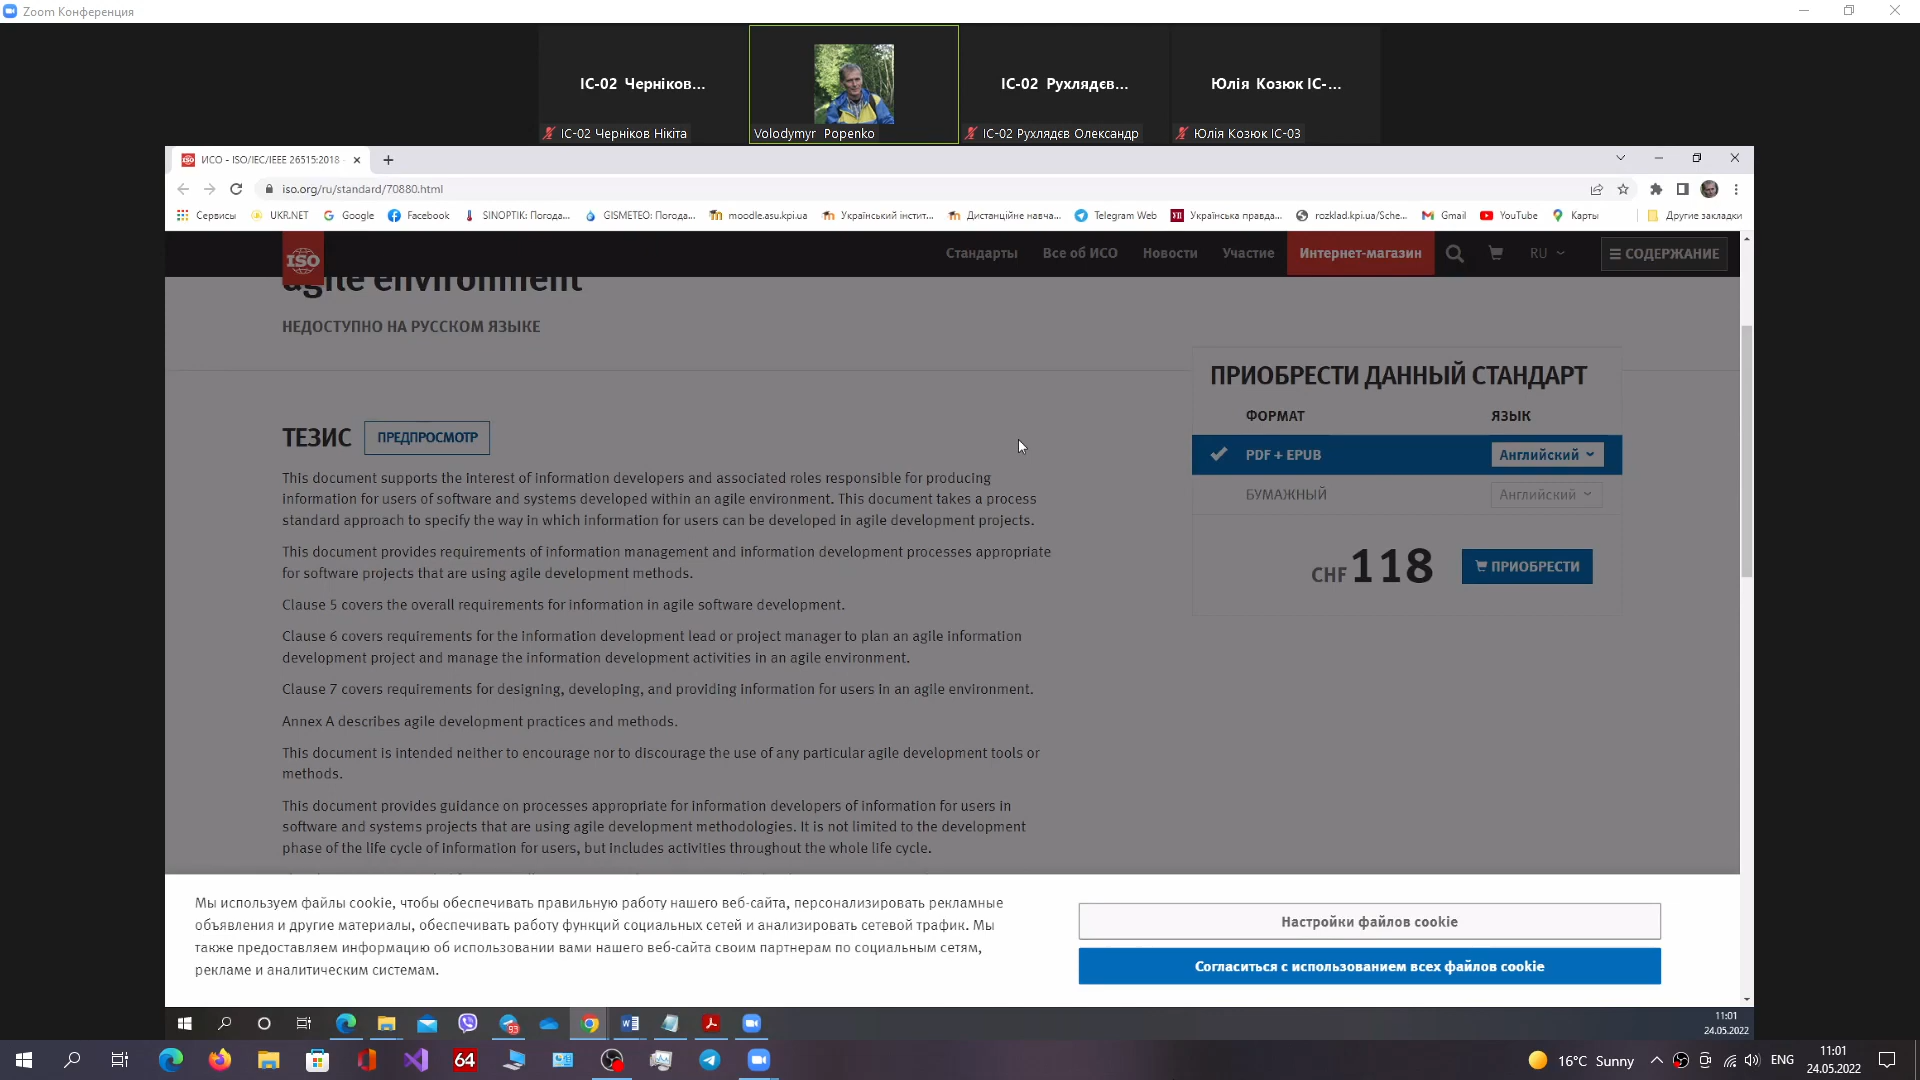 Zoom Конференция
ІС-02 Черніков...
ІС-02 Рухлядєв...
Юлія Козюк ІС-...
ІС-02 Черніков Нікіта
Volodymyr Popenko
ІС-02 Рухлядєв Олександр
Юлія Козюк ІС-03
ИСО - ISO/IEC/IEEE 26515:2018 -
iso.org/ru/standard/70880.html
Сервисы
UKR.NET
Google
Facebook
SINOPTIK: Погода...
GISMETEO: Погода...
moodle.asu.kpi.ua
Український інстит...
Дистанційне навча...
Telegram Web
Українська правда...
rozklad.kpi.ua/Sche...
Gmail
YouTube
Карты
Другие закладки
ISO
Стандарты
Все об ИСО
Новости
Участие
Интернет-магазин
RU
СОДЕРЖАНИЕ
agile environment
НЕДОСТУПНО НА РУССКОМ ЯЗЫКЕ
ТЕЗИС
ПРЕДПРОСМОТР
This document supports the interest of information developers and associated roles responsible for producing
information for users of software and systems developed within an agile environment. This document takes a process
standard approach to specify the way in which information for users can be developed in agile development projects.
This document provides requirements of information management and information development processes appropriate
for software projects that are using agile development methods.
Clause 5 covers the overall requirements for information in agile software development.
Clause 6 covers requirements for the information development lead or project manager to plan an agile information
development project and manage the information development activities in an agile environment.
Clause 7 covers requirements for designing, developing, and providing information for users in an agile environment.
Annex A describes agile development practices and methods.
This document is intended neither to encourage nor to discourage the use of any particular agile development tools or
methods.
This document provides guidance on processes appropriate for information developers of information for users in
software and systems projects that are using agile development methodologies. It is not limited to the development
phase of the life cycle of information for users, but includes activities throughout the whole life cycle.
ПРИОБРЕСТИ ДАННЫЙ СТАНДАРТ
ФОРМАТ
ЯЗЫК
PDF + EPUB
Английский
БУМАЖНЫЙ
Английский
CHF 118
ПРИОБРЕСТИ
Мы используем файлы cookie, чтобы обеспечивать правильную работу нашего веб-сайта, персонализировать рекламные
объявления и другие материалы, обеспечивать работу функций социальных сетей и анализировать сетевой трафик. Мы
также предоставляем информацию об использовании вами нашего веб-сайта своим партнерам по социальным сетям,
рекламе и аналитическим системам.
Настройки файлов cookie
Согласиться с использованием всех файлов cookie
93
11:01
24.05.2022
64
16°C Sunny
ENG
11:01
24.05.2022